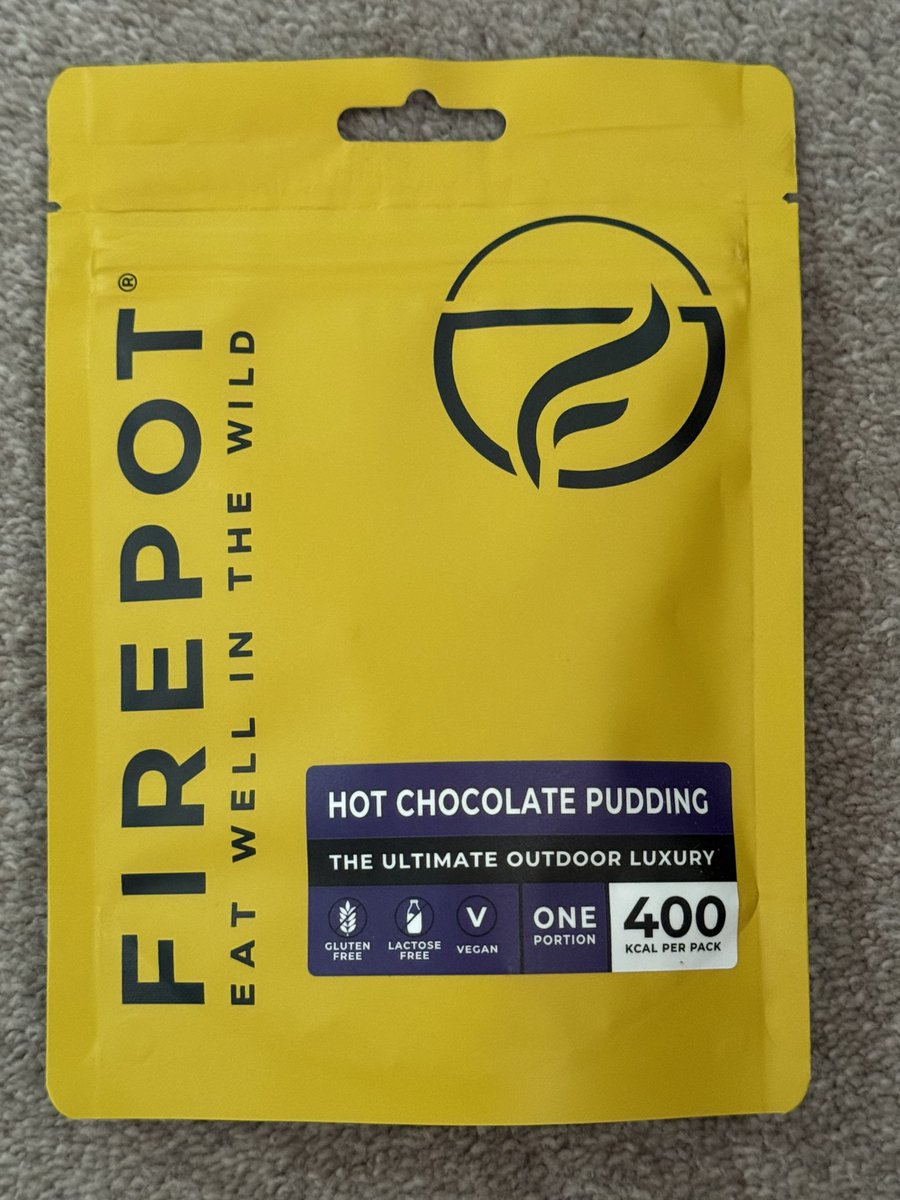 FIREPOT®
EAT WELL IN THE WILD
HOT CHOCOLATE PUDDING
THE ULTIMATE OUTDOOR LUXURY
GLUTEN
FREE
LACTOSE
FREE
V
VEGAN
ONE
PORTION
400
KCAL PER PACK